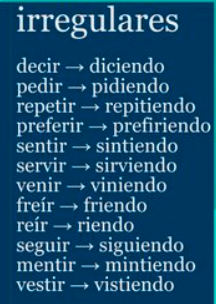 irregulares
decir → diciendo
pedir → pidiendo
repetir → repitiendo
preferir → prefiriendo
sentir → sintiendo
servir → sirviendo
venir → viniendo
freír → friendo
reír → riendo
seguir → siguiendo
mentir → mintiendo
vestir → vistiendo